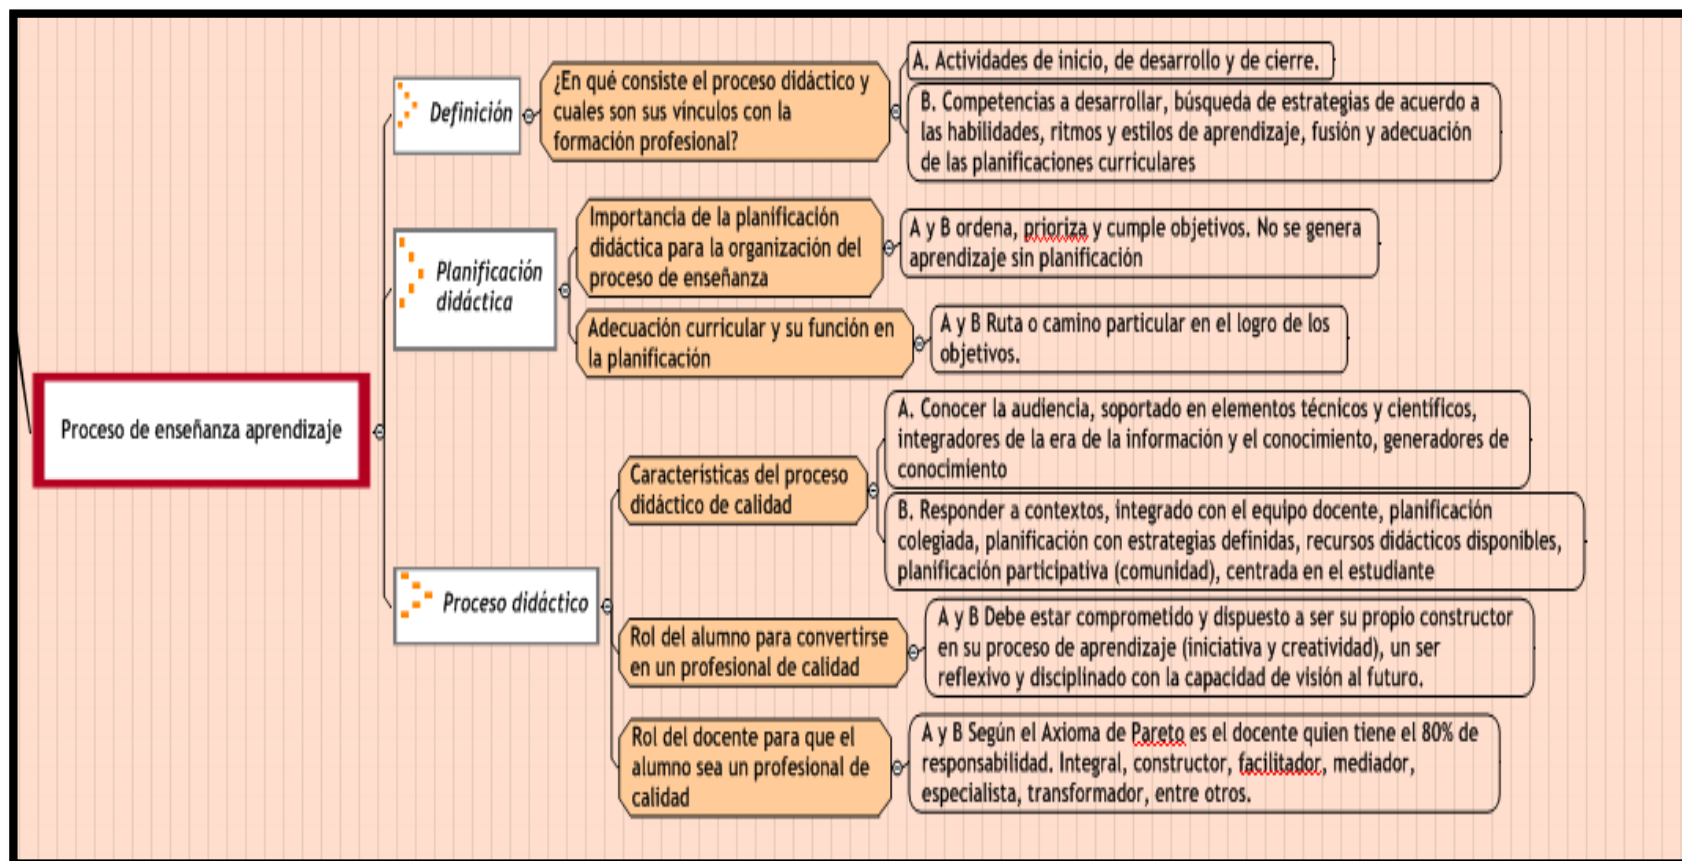 Proceso de enseñanza aprendizaje
Definición
¿En qué consiste el proceso didáctico y
cuales son sus vínculos con la
formación profesional?
A. Actividades de inicio, de desarrollo y de cierre.
B. Competencias a desarrollar, búsqueda de estrategias de acuerdo a
las habilidades, ritmos y estilos de aprendizaje, fusión y adecuación
de las planificaciones curriculares
Planificación
didáctica
Importancia de la planificación
didáctica para la organización del
proceso de enseñanza
A y B ordena, prioriza y cumple objetivos. No se genera
aprendizaje sin planificación
Adecuación curricular y su función en
la planificación
A y B Ruta o camino particular en el logro de los
objetivos.
Proceso didáctico
Características del proceso
didáctico de calidad
A. Conocer la audiencia, soportado en elementos técnicos y científicos,
integradores de la era de la información y el conocimiento, generadores de
conocimiento
B. Responder a contextos, integrado con el equipo docente, planificación
colegiada, planificación con estrategias definidas, recursos didácticos disponibles,
planificación participativa (comunidad), centrada en el estudiante
Rol del alumno para convertirse
en un profesional de calidad
A y B Debe estar comprometido y dispuesto a ser su propio constructor
en su proceso de aprendizaje (iniciativa y creatividad), un ser
reflexivo y disciplinado con la capacidad de visión al futuro.
Rol del docente para que el
alumno sea un profesional de
calidad
A y B Según el Axioma de Pareto es el docente quien tiene el 80% de
responsabilidad. Integral, constructor, facilitador, mediador,
especialista, transformador, entre otros.